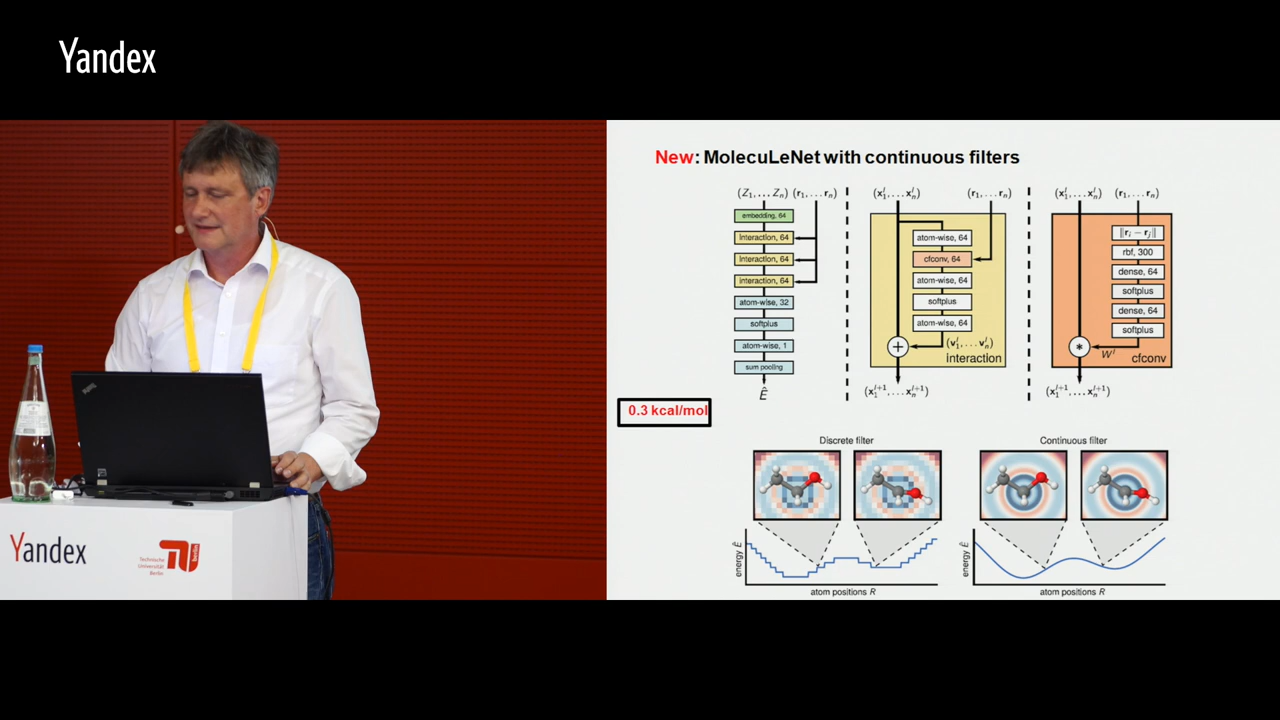 Yandex
New: MolecuLeNet with continuous filters
(Z₁, . . . Zₙ) (r₁, . . . rₙ)
embedding, 64
interaction, 64
interaction, 64
interaction, 64
atom-wise, 32
softplus
atom-wise, 1
sum pooling
Ê
(x₁ˡ, . . . xₙˡ) (r₁, . . . rₙ)
atom-wise, 64
cfconv, 64
atom-wise, 64
softplus
atom-wise, 64
+ (v₁ˡ, . . . vₙˡ)
interaction
(x₁ˡ⁺¹, . . . xₙˡ⁺¹)
(x₁ˡ, . . . xₙˡ) (r₁, . . . rₙ)
‖rᵢ − rⱼ‖
rbf, 300
dense, 64
softplus
dense, 64
softplus
* Wˡ
cfconv
(x₁ˡ⁺¹, . . . xₙˡ⁺¹)
0.3 kcal/mol
Discrete filter
energy Ê
atom positions R
Continuous filter
energy Ê
atom positions R
Yandex
Technische
Universität
Berlin
berlin